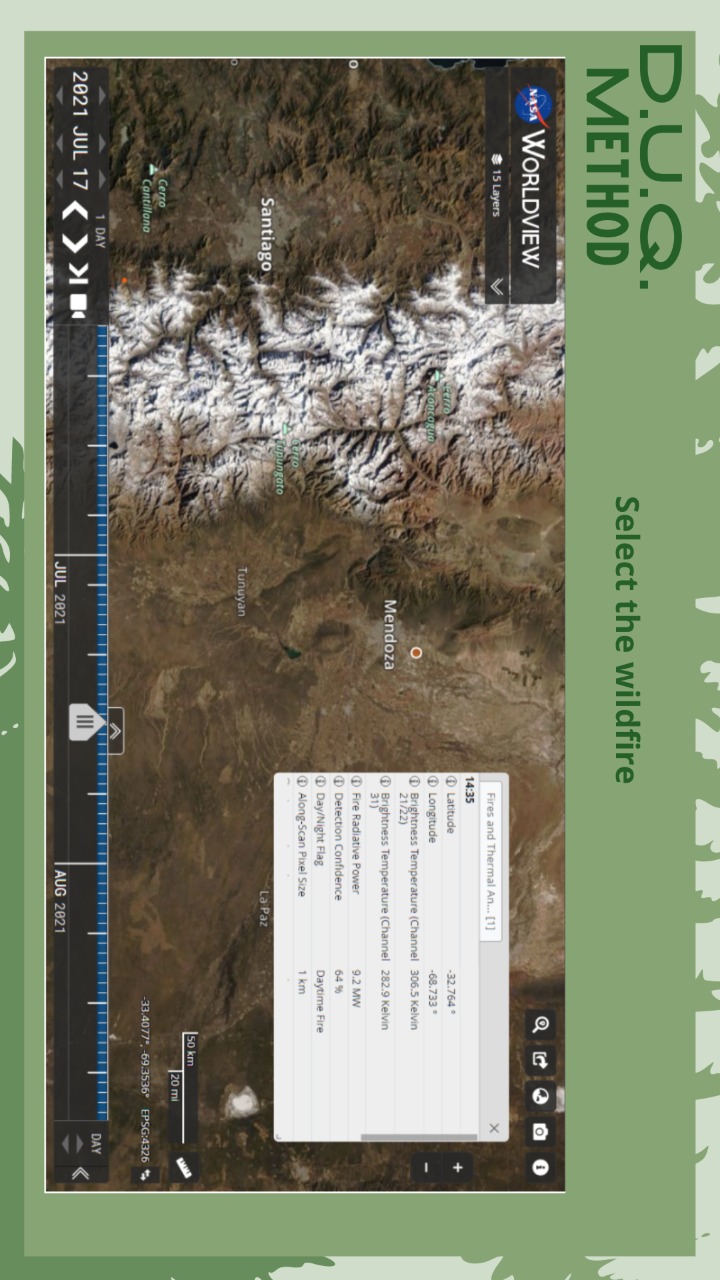 D.U.Q.
METHOD
Select the wildfire
NASA WORLDVIEW
15 Layers
Santiago
Cerro
Cantillana
Cerro
Aconcagua
Cerro
Tupungato
Mendoza
Tunuyan
La Paz
Fires and Thermal An... [1]
14:35
Latitude -32.764 °
Longitude -68.733 °
Brightness Temperature (Channel 21/22) 306.5 Kelvin
Brightness Temperature (Channel 31) 282.9 Kelvin
Fire Radiative Power 9.2 MW
Detection Confidence 64 %
Day/Night Flag Daytime Fire
Along-Scan Pixel Size 1 km
50 km
20 mi
-33.4077°, -69.3536° EPSG:4326
2021 JUL 17
1 DAY
JUL 2021
AUG 2021
DAY